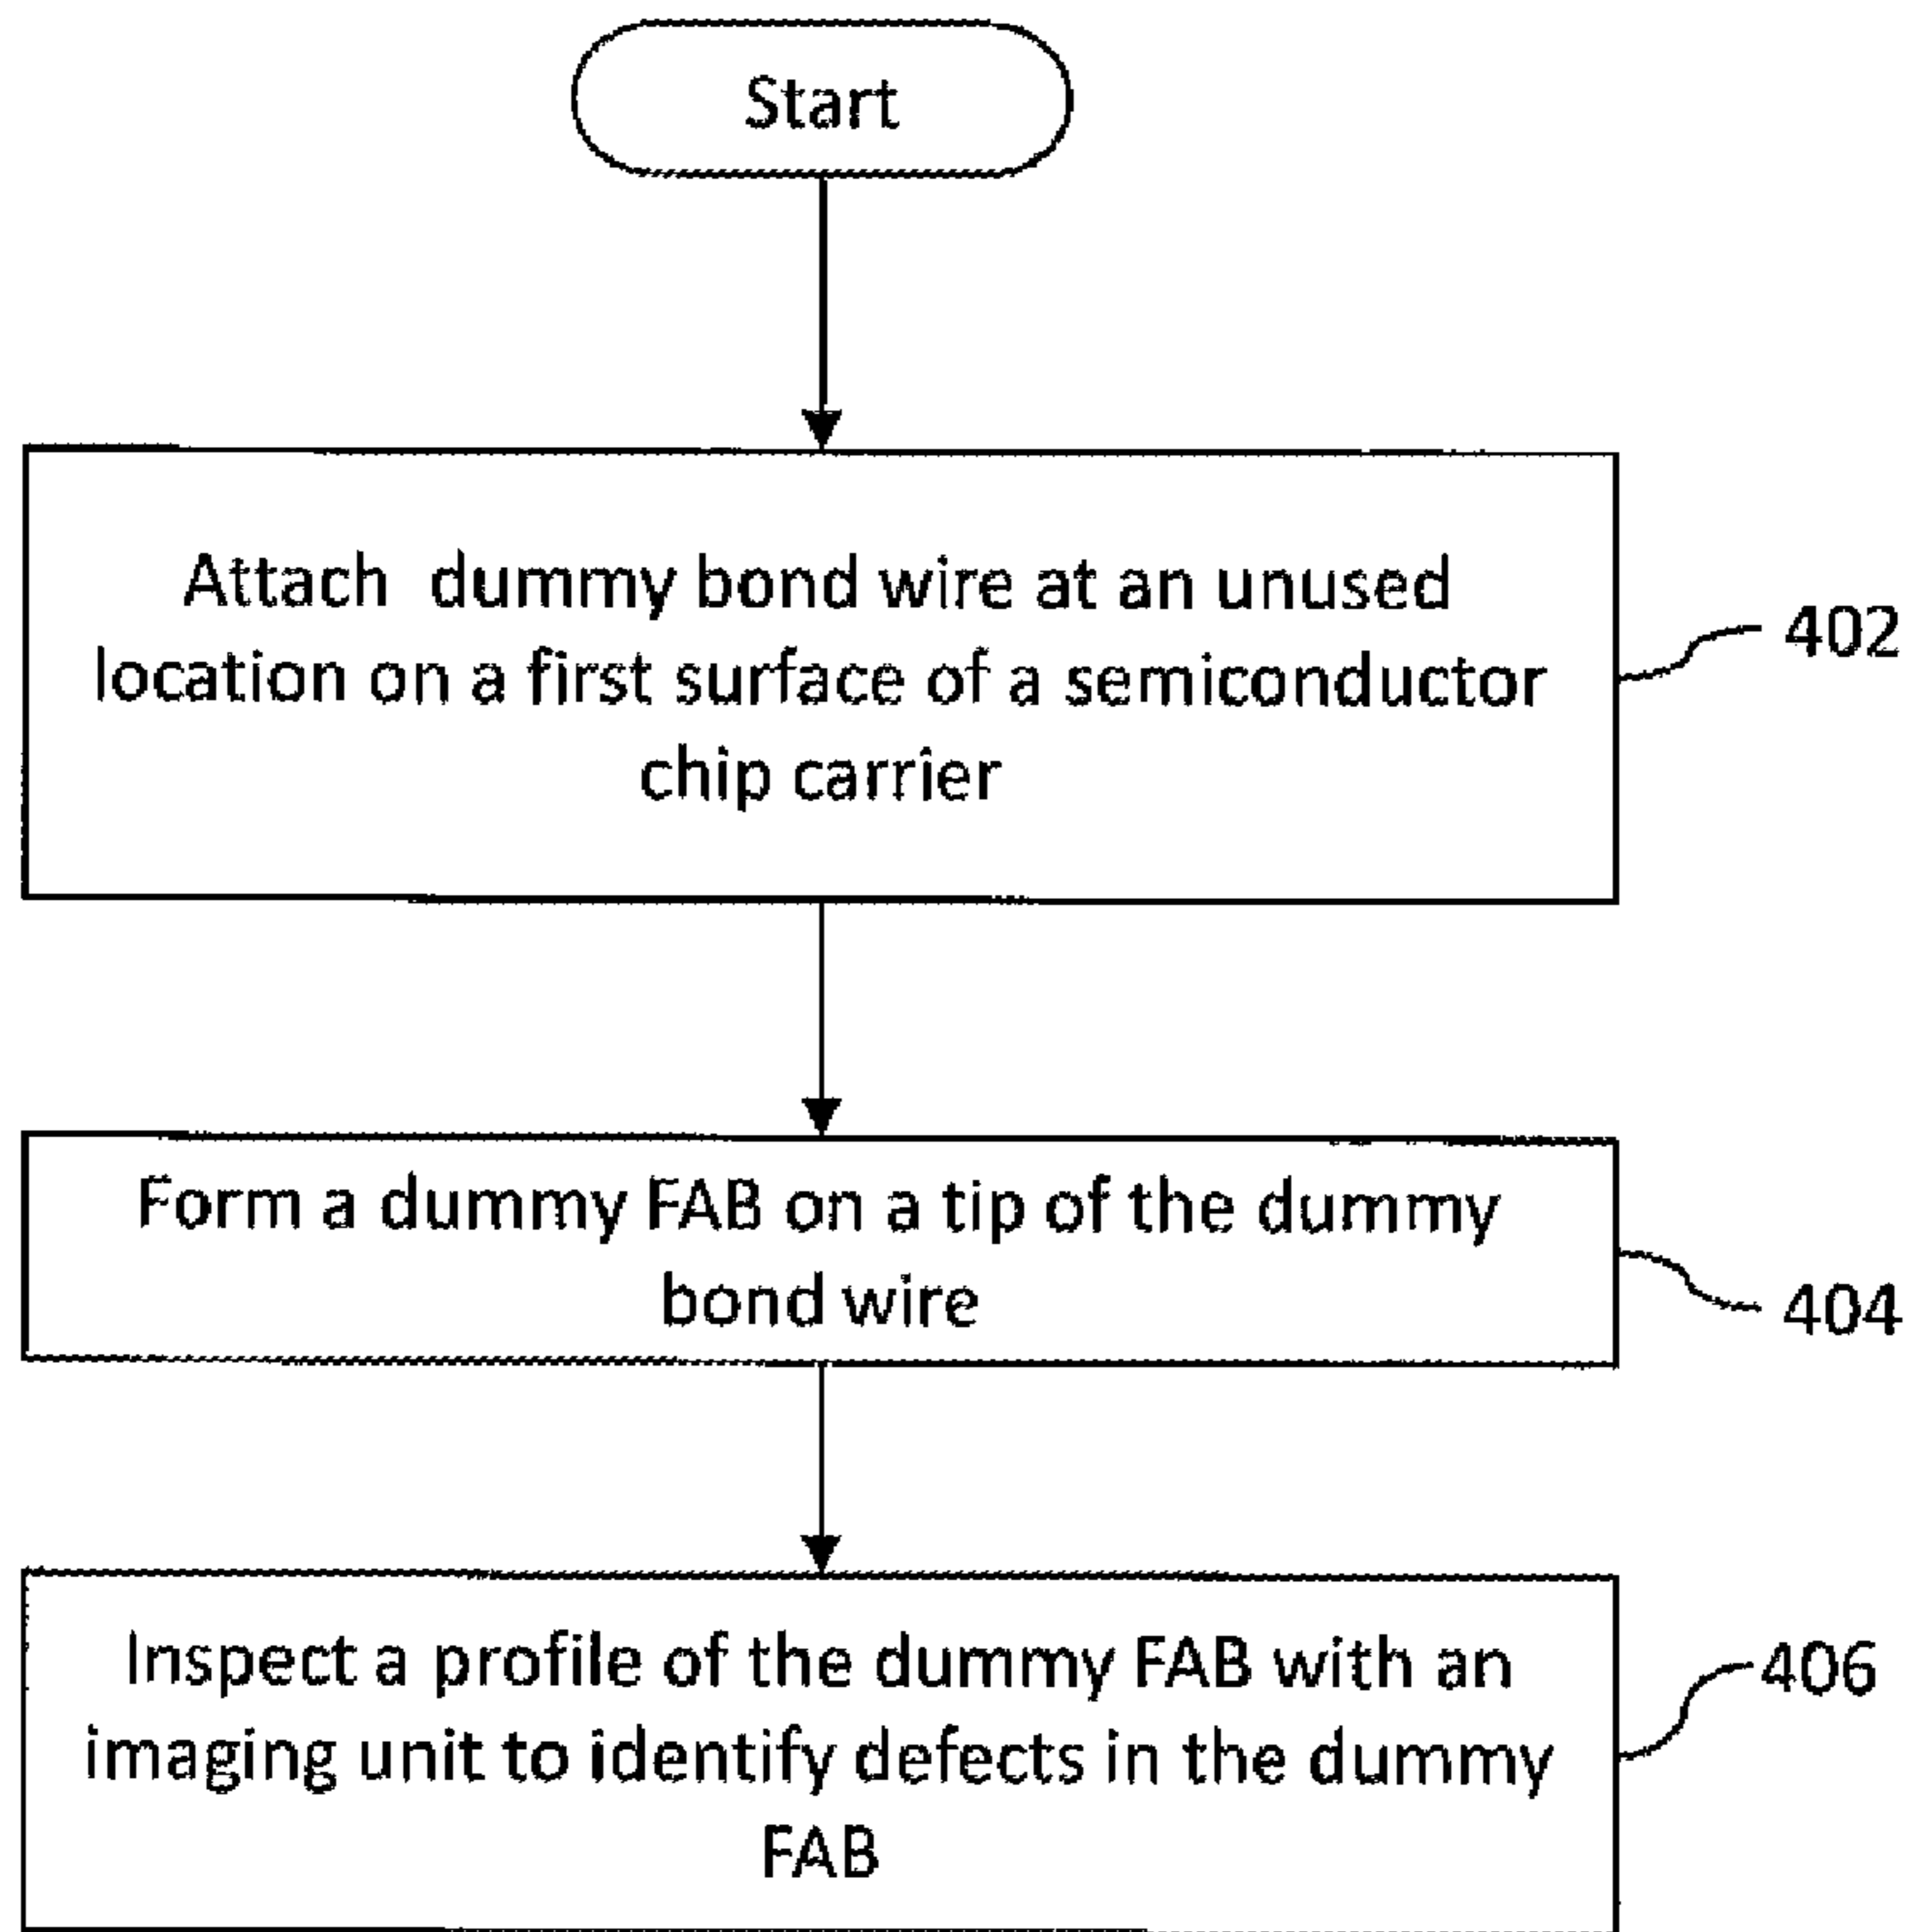 Start
Attach dummy bond wire at an unused
location on a first surface of a semiconductor
chip carrier
402
Form a dummy FAB on a tip of the dummy
bond wire
404
Inspect a profile of the dummy FAB with an
imaging unit to identify defects in the dummy
FAB
406